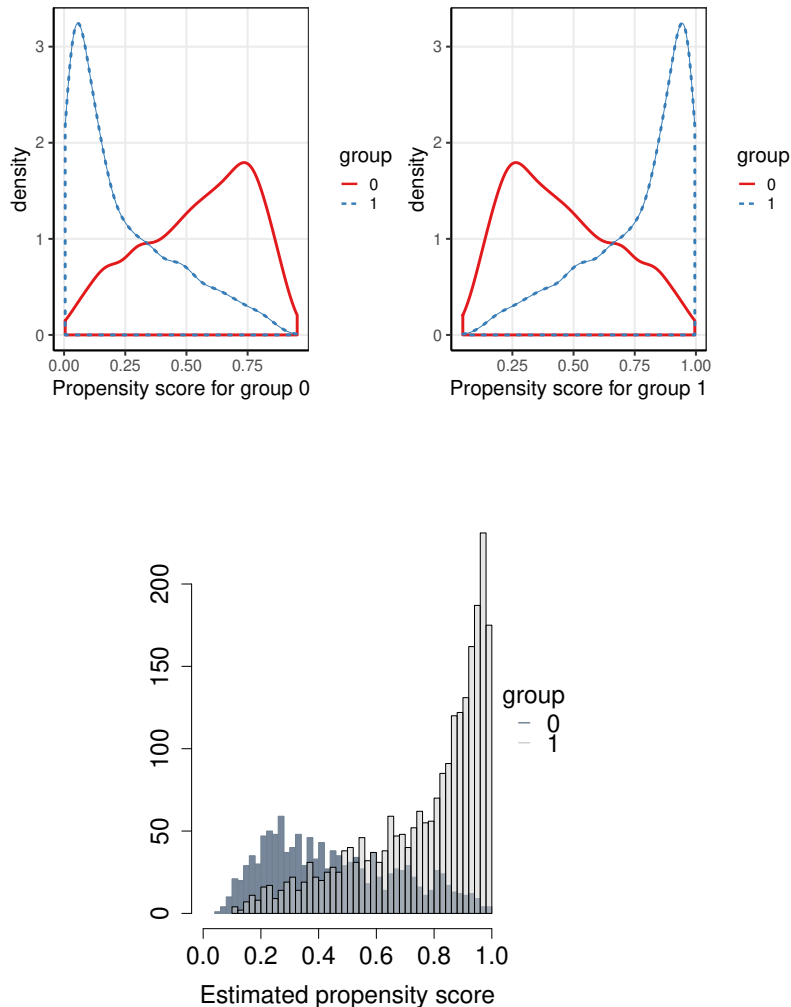 3
2
1
0
density
0.00 0.25 0.50 0.75
Propensity score for group 0
group
0
1
3
2
1
0
density
0.25 0.50 0.75 1.00
Propensity score for group 1
group
0
1
200
150
100
50
0
0.0 0.2 0.4 0.6 0.8 1.0
Estimated propensity score
group
0
1